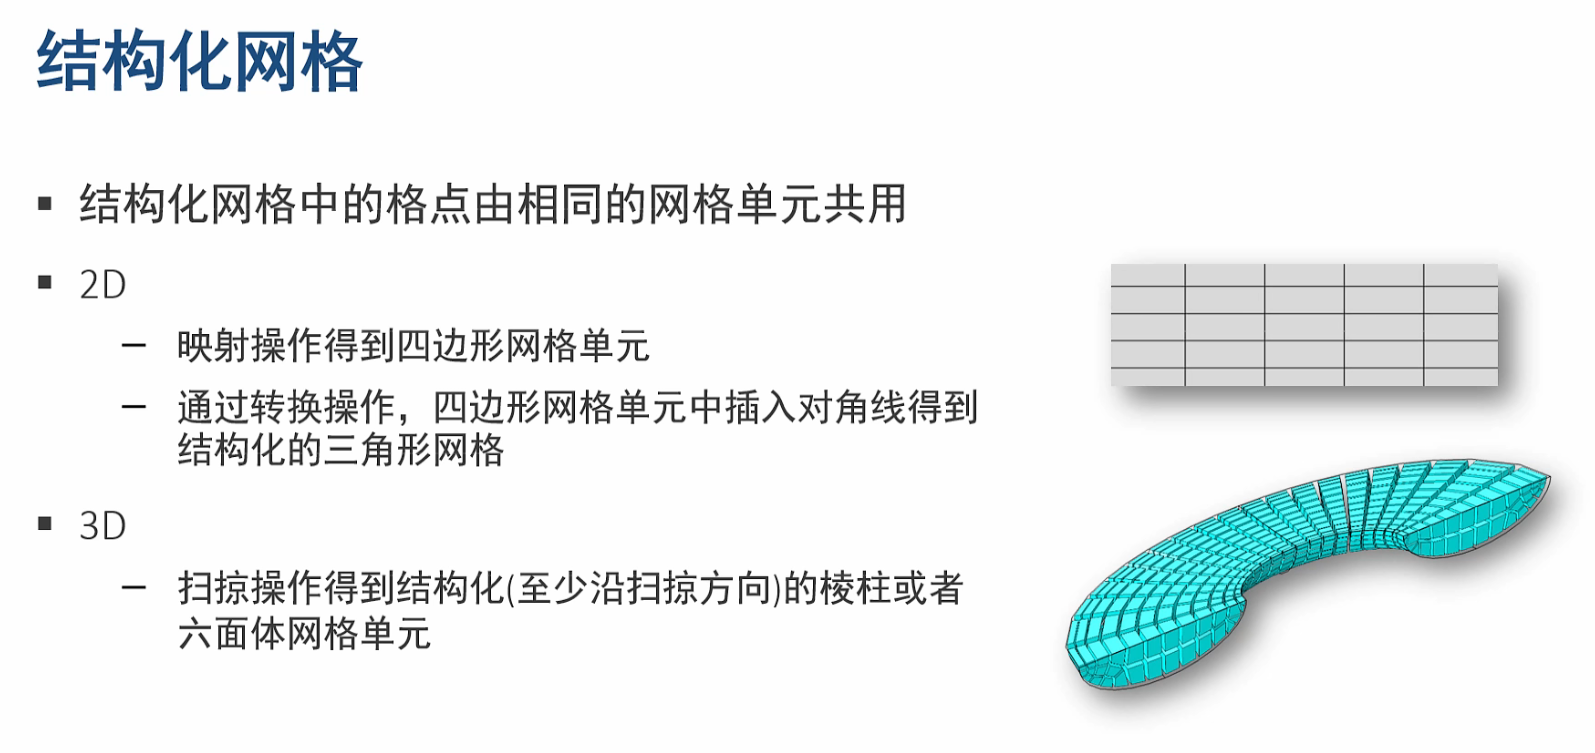 结构化网格
结构化网格中的格点由相同的网格单元共用
2D
– 映射操作得到四边形网格单元
– 通过转换操作，四边形网格单元中插入对角线得到
结构化的三角形网格
3D
– 扫掠操作得到结构化(至少沿扫掠方向)的棱柱或者
六面体网格单元